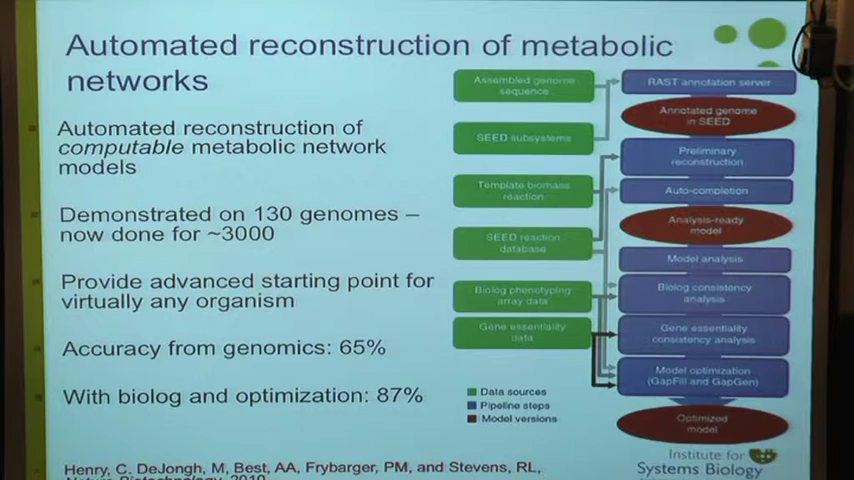 Automated reconstruction of metabolic
networks
Automated reconstruction of
computable metabolic network
models
Demonstrated on 130 genomes –
now done for ~3000
Provide advanced starting point for
virtually any organism
Accuracy from genomics: 65%
With biolog and optimization: 87%
Assembled genome
sequence
SEED subsystems
Template biomass
reaction
SEED reaction
database
Biolog phenotyping
array data
Gene essentiality
data
RAST annotation server
Annotated genome
in SEED
Preliminary
reconstruction
Auto-completion
Analysis-ready
model
Model analysis
Biolog consistency
analysis
Gene essentiality
consistency analysis
Model optimization
(GapFill and GapGen)
Optimized
model
Data sources
Pipeline steps
Model versions
Henry, C. DeJongh, M, Best, AA, Frybarger, PM, and Stevens, RL,
Nature Biotechnology, 2010
Institute for
Systems Biology